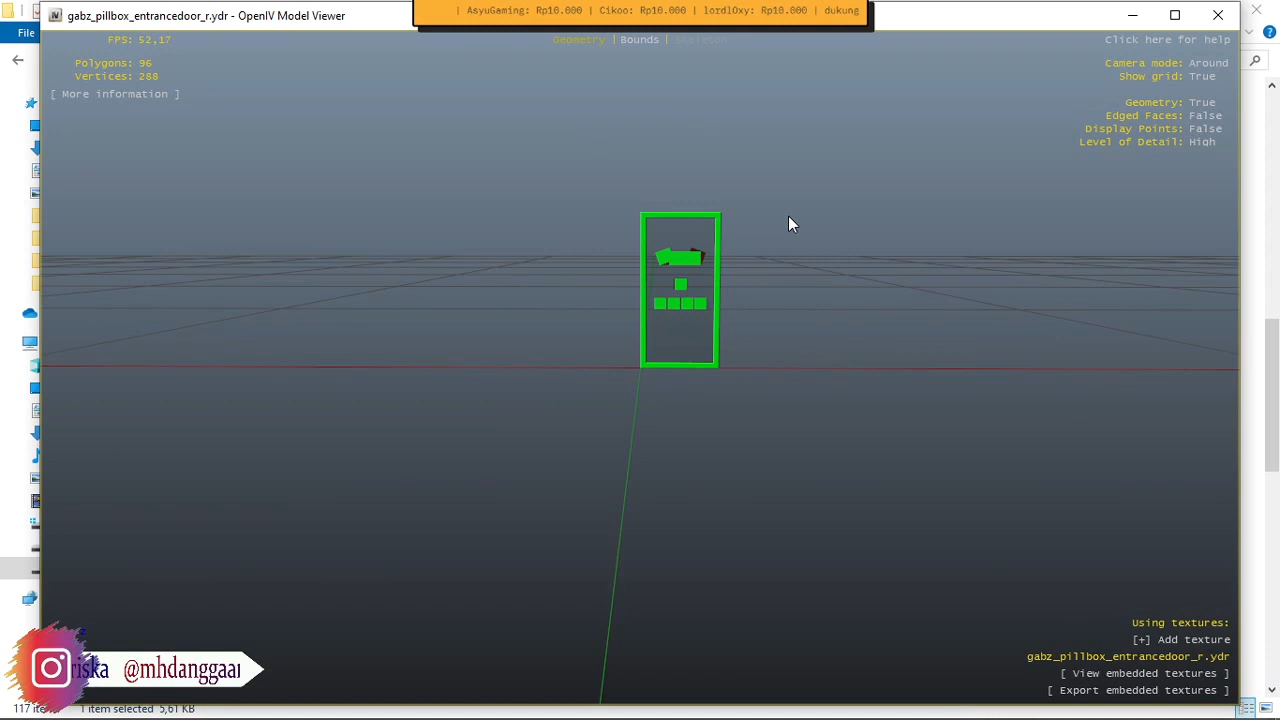 gabz_pillbox_entrancedoor_r.ydr - OpenIV Model Viewer
| AsyuGaming: Rp10.000 | Cikoo: Rp10.000 | lordlOxy: Rp10.000 | dukung
File
FPS: 52,17
Geometry | Bounds | Skeleton
Click here for help
Polygons: 96
Vertices: 288
[ More information ]
Camera mode: Around
Show grid: True
Geometry: True
Edged Faces: False
Display Points: False
Level of Detail: High
Using textures:
[+] Add texture
gabz_pillbox_entrancedoor_r.ydr
[ View embedded textures ]
[ Export embedded textures ]
riska @mhdanggaar
1 item selected 5,61 KB